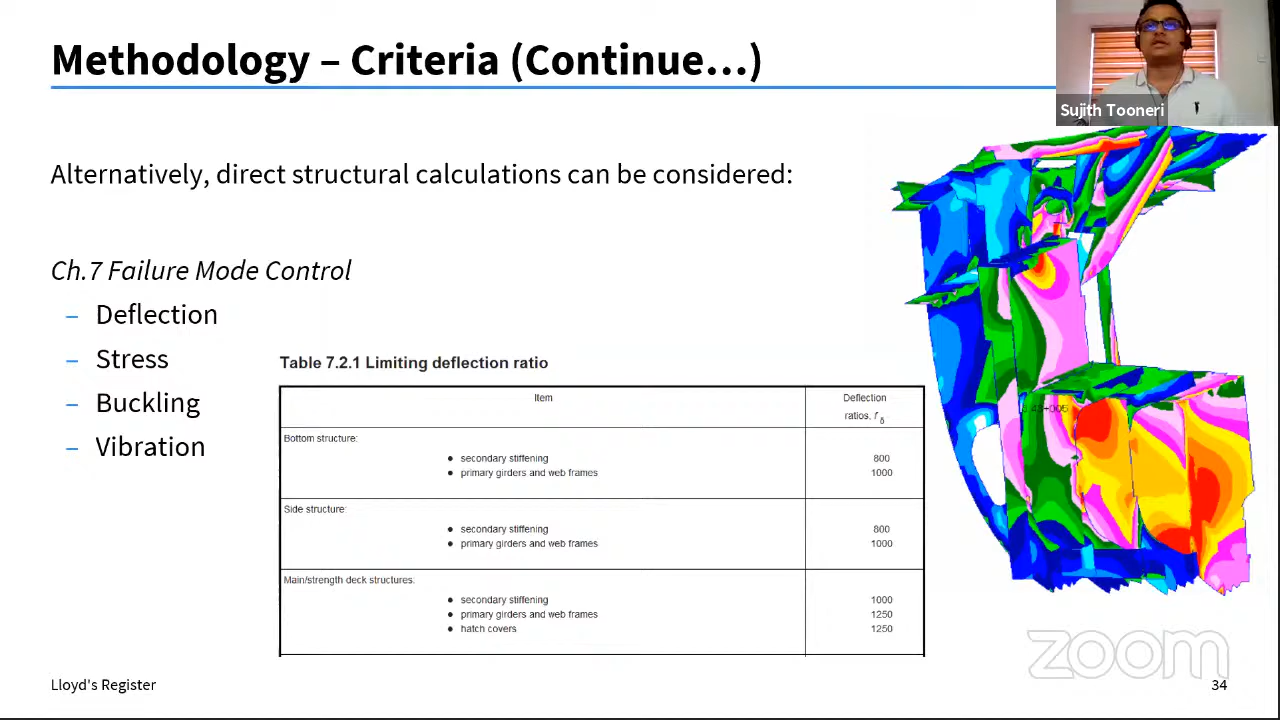 Methodology – Criteria (Continue...)
Sujith Tooneri
Alternatively, direct structural calculations can be considered:
Ch.7 Failure Mode Control
– Deflection
– Stress
– Buckling
– Vibration
Table 7.2.1 Limiting deflection ratio
Item Deflection
ratios, f δ
Bottom structure:
• secondary stiffening 800
• primary girders and web frames 1000
Side structure:
• secondary stiffening 800
• primary girders and web frames 1000
Main/strength deck structures:
• secondary stiffening 1000
• primary girders and web frames 1250
• hatch covers 1250
zoom
Lloyd's Register 34